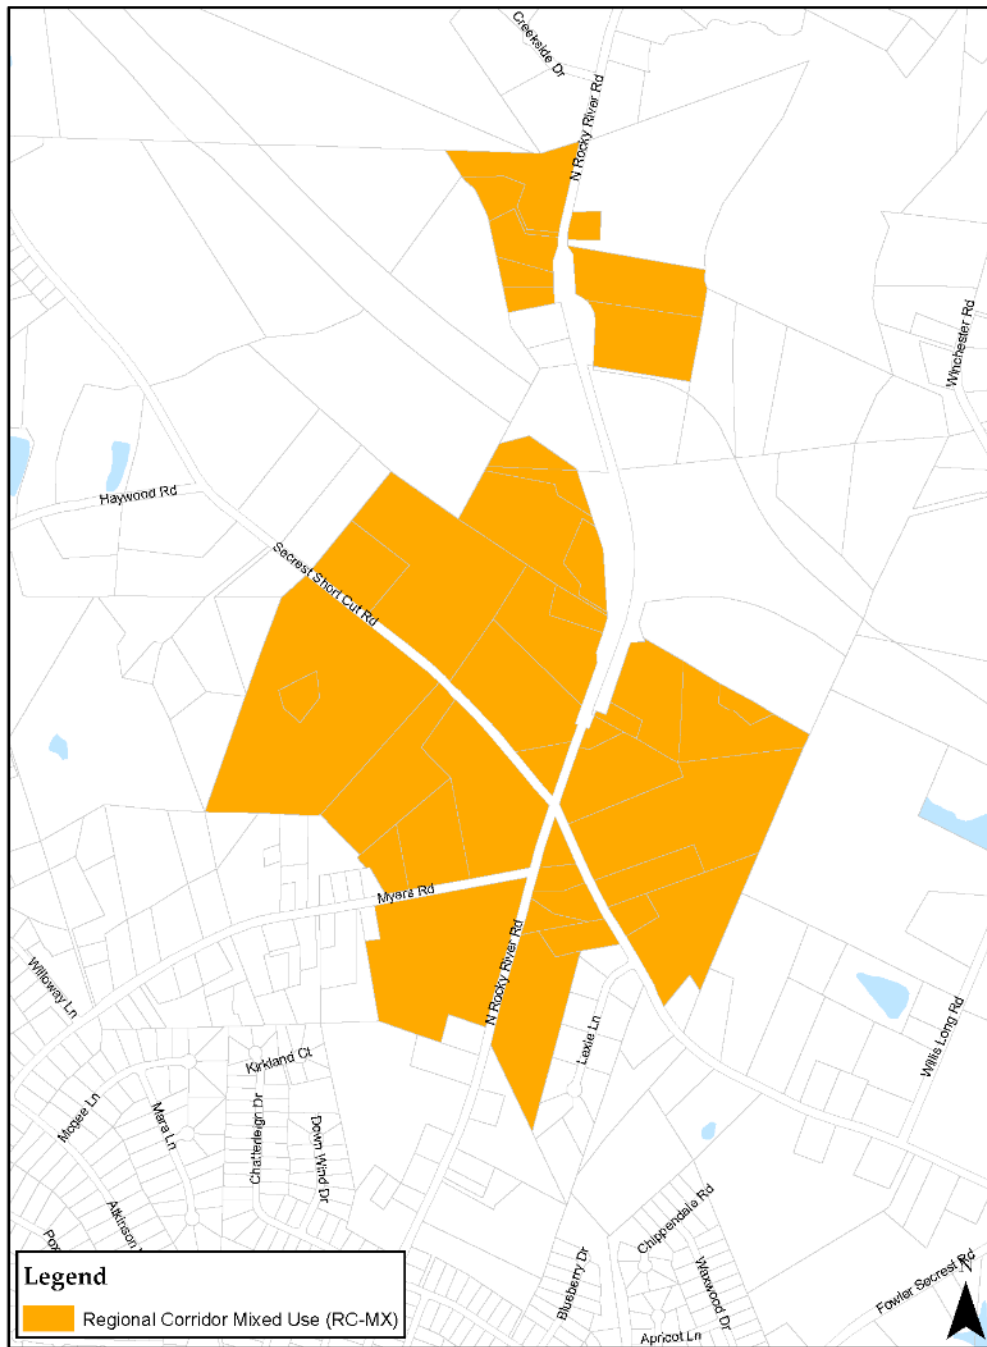 Creekside Dr
N Rocky River Rd
Winchester Rd
Haywood Rd
Secrest Short Cut Rd
Myers Rd
N Rocky River Rd
Willoway Ln
Lexie Ln
Willis Long Rd
Kirkland Ct
Mcgee Ln
Mara Ln
Chatterleigh Dr
Down Wind Dr
Atkinson
Chippendale Rd
Blueberry Dr
Waxwood Dr
Fowler Secrest Rd
Apricot Ln
N
Legend
Regional Corridor Mixed Use (RC-MX)